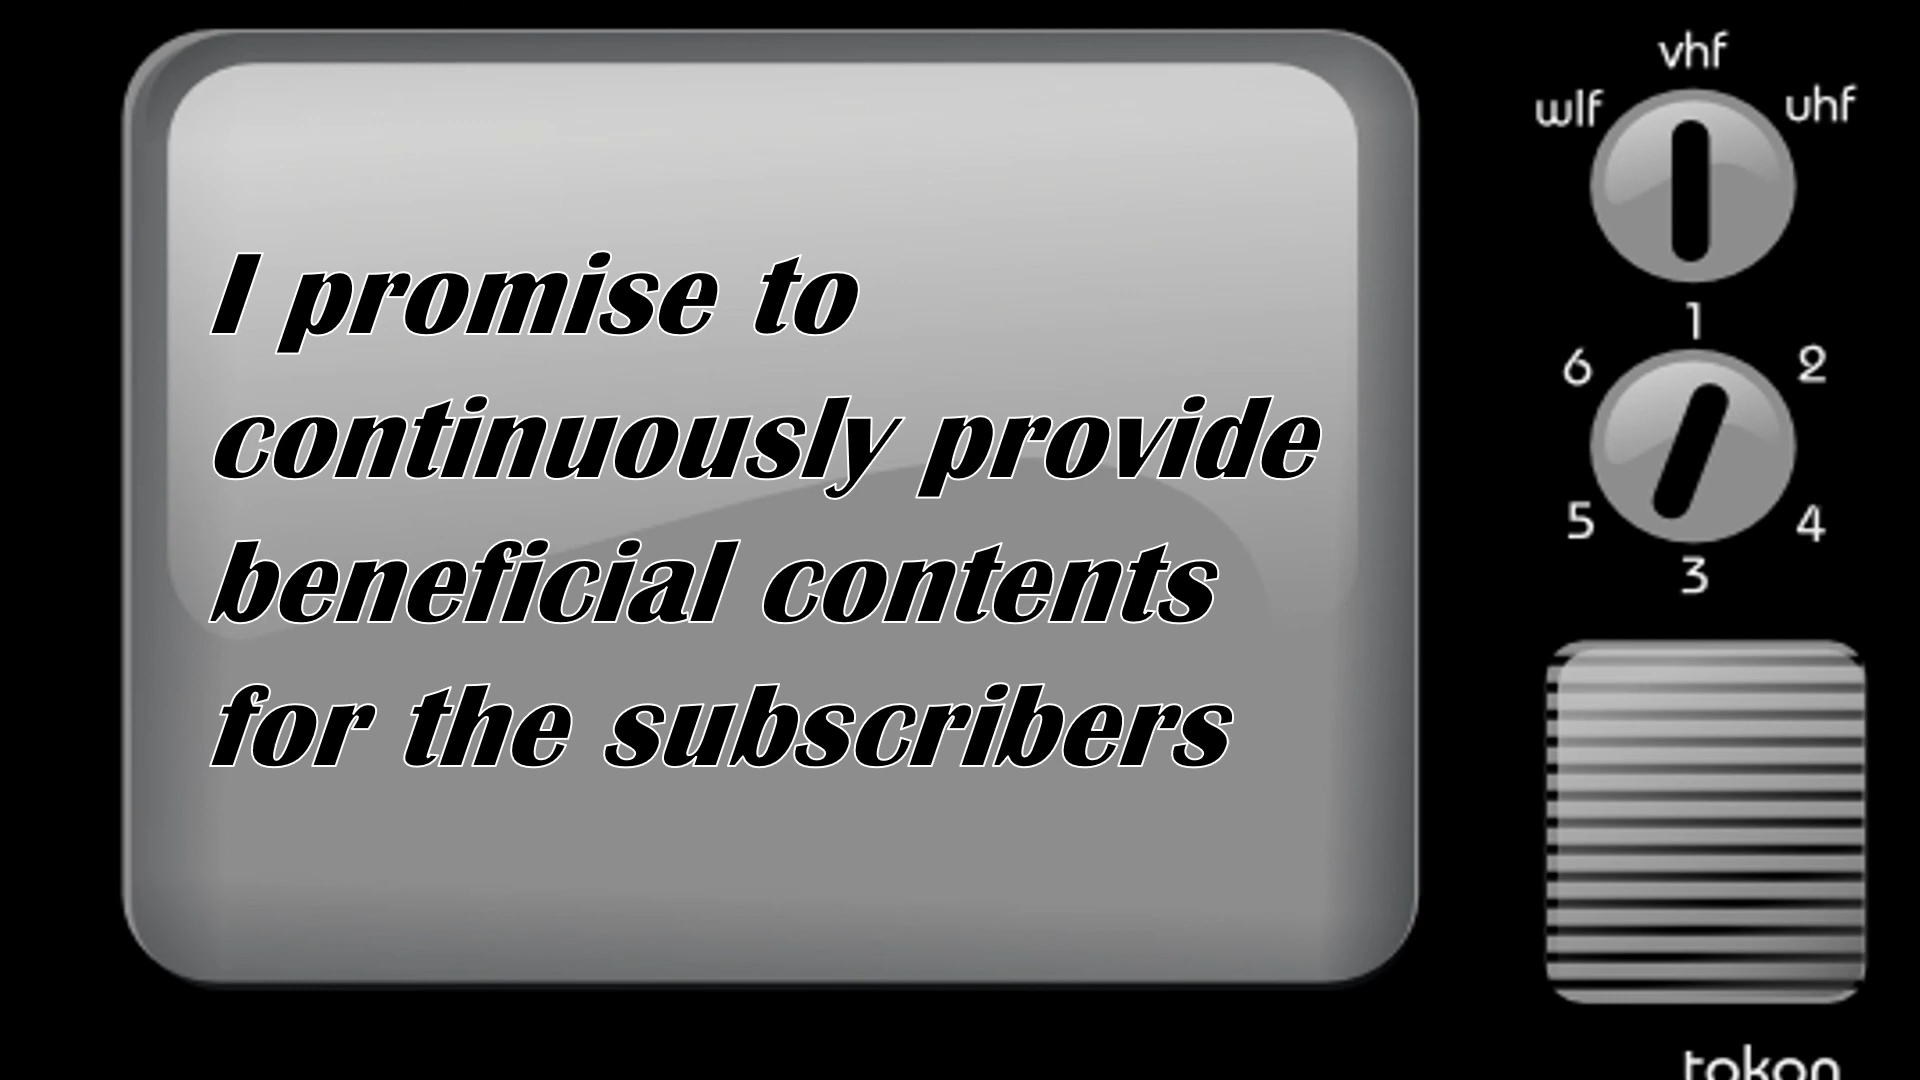 I promise to
continuously provide
beneficial contents
for the subscribers
vhf
wlf
uhf
1
6
2
5
4
3
tokon